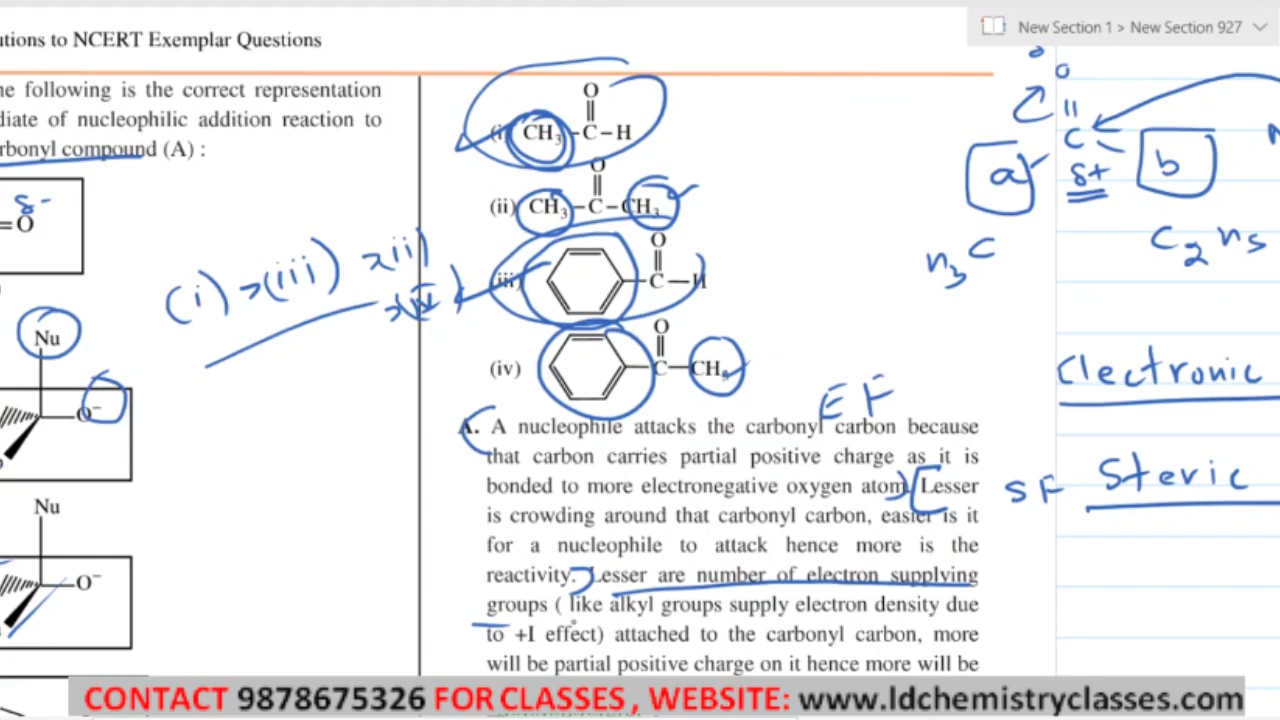 New Section 1 > New Section 927
utions to NCERT Exemplar Questions
ne following is the correct representation
diate of nucleophilic addition reaction to
rbonyl compound (A) :
δ-
=O
Nu
O⁻
Nu
O⁻
(i) >(iii) >ii)
>(iv)
O
(i) CH₃-C-H
O
(ii) CH₃-C-CH₃
O
(iii) C-H
O
(iv) C-CH₃
EF
A. A nucleophile attacks the carbonyl carbon because
that carbon carries partial positive charge as it is
bonded to more electronegative oxygen atom. Lesser
is crowding around that carbonyl carbon, easier is it
for a nucleophile to attack hence more is the
reactivity. Lesser are number of electron supplying
groups ( like alkyl groups supply electron density due
to +I effect) attached to the carbonyl carbon, more
will be partial positive charge on it hence more will be
O
C
a δ+ b
H₃C C₂H₅
Electronic
SF Steric
CONTACT 9878675326 FOR CLASSES , WEBSITE: www.ldchemistryclasses.com